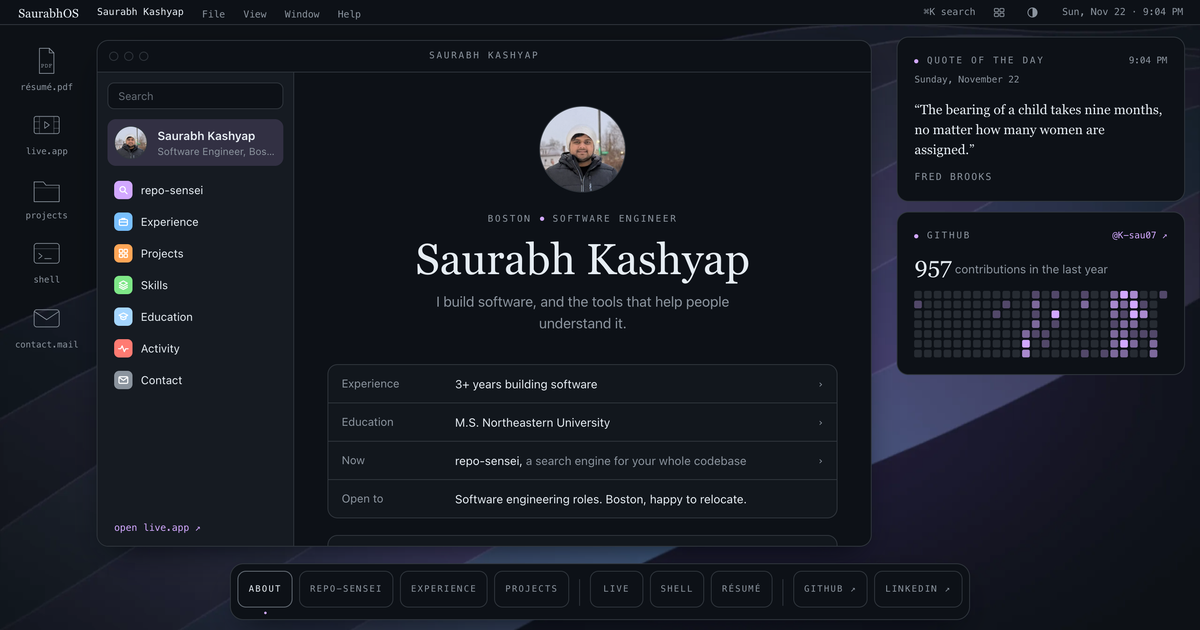 SaurabhOS Saurabh Kashyap File View Window Help ⌘K search Sun, Nov 22 · 9:04 PM
PDF
résumé.pdf
live.app
projects
shell
contact.mail
SAURABH KASHYAP
Search
Saurabh Kashyap
Software Engineer, Bos...
repo-sensei
Experience
Projects
Skills
Education
Activity
Contact
open live.app ↗
BOSTON • SOFTWARE ENGINEER
Saurabh Kashyap
I build software, and the tools that help people
understand it.
Experience 3+ years building software ›
Education M.S. Northeastern University ›
Now repo-sensei, a search engine for your whole codebase ›
Open to Software engineering roles. Boston, happy to relocate.
• QUOTE OF THE DAY 9:04 PM
Sunday, November 22
“The bearing of a child takes nine months,
no matter how many women are
assigned.”
FRED BROOKS
• GITHUB @K-sau07 ↗
957 contributions in the last year
ABOUT REPO-SENSEI EXPERIENCE PROJECTS LIVE SHELL RÉSUMÉ GITHUB ↗ LINKEDIN ↗